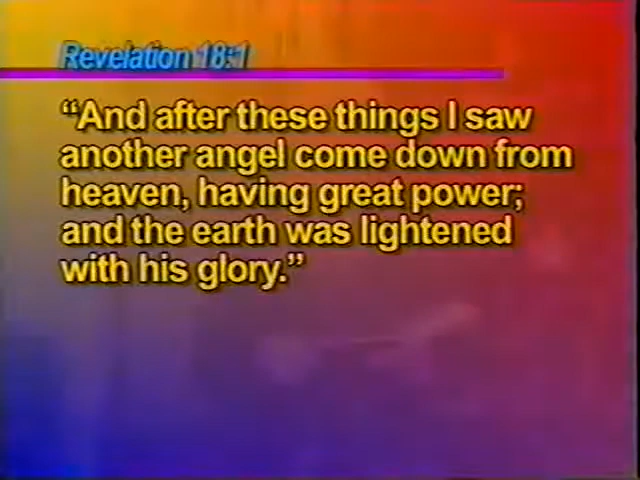 Revelation 18:1
“And after these things I saw
another angel come down from
heaven, having great power;
and the earth was lightened
with his glory.”